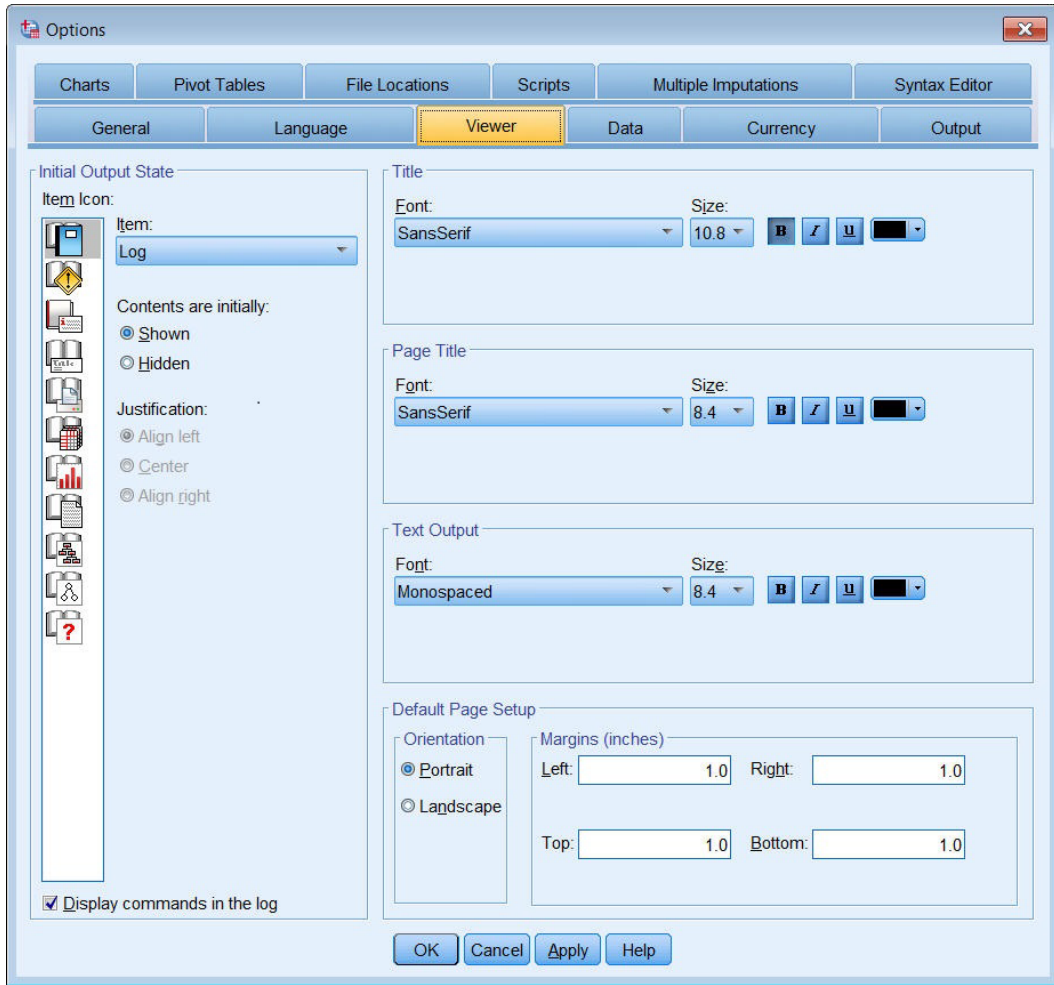 Options
Charts Pivot Tables File Locations Scripts Multiple Imputations Syntax Editor
General Language Viewer Data Currency Output
Initial Output State
Item Icon:
Item:
Log
Contents are initially:
Shown
Hidden
Justification:
Align left
Center
Align right
Display commands in the log
Title
Font: Size:
SansSerif 10.8 B I U
Page Title
Font: Size:
SansSerif 8.4 B I U
Text Output
Font: Size:
Monospaced 8.4 B I U
Default Page Setup
Orientation
Portrait
Landscape
Margins (inches)
Left: 1.0 Right: 1.0
Top: 1.0 Bottom: 1.0
OK Cancel Apply Help